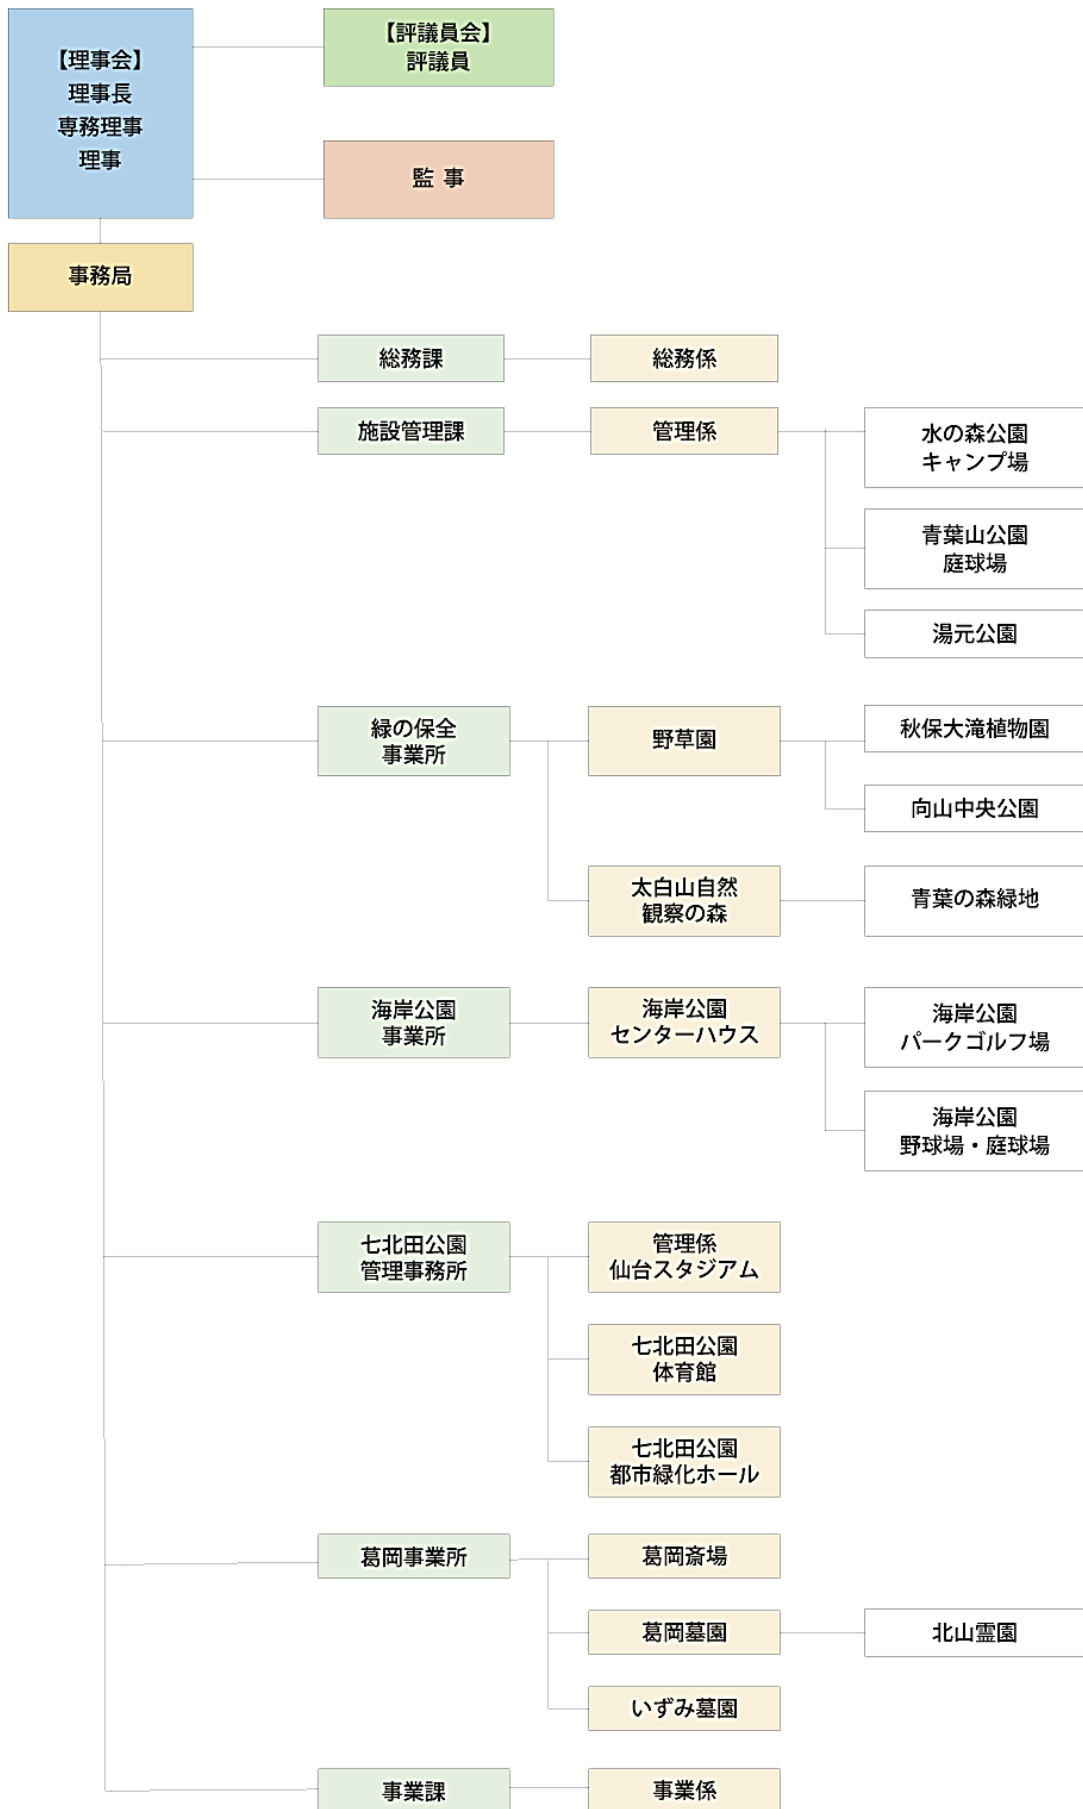 【理事会】
理事長
専務理事
理事
【評議員会】
評議員
監 事
事務局
総務課
総務係
施設管理課
管理係
水の森公園
キャンプ場
青葉山公園
庭球場
湯元公園
緑の保全
事業所
野草園
秋保大滝植物園
向山中央公園
太白山自然
観察の森
青葉の森緑地
海岸公園
事業所
海岸公園
センターハウス
海岸公園
パークゴルフ場
海岸公園
野球場・庭球場
七北田公園
管理事務所
管理係
仙台スタジアム
七北田公園
体育館
七北田公園
都市緑化ホール
葛岡事業所
葛岡斎場
葛岡墓園
北山霊園
いずみ墓園
事業課
事業係